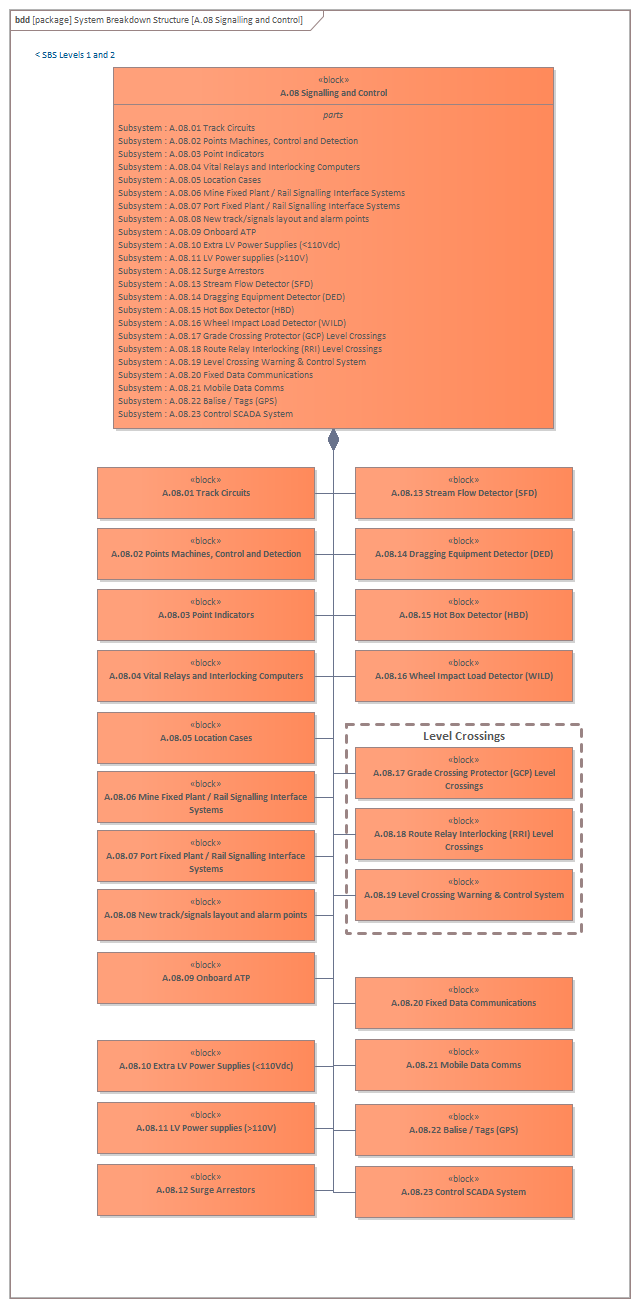 bdd [package] System Breakdown Structure [A.08 Signalling and Control]
< SBS Levels 1 and 2
«block»
A.08 Signalling and Control
parts
Subsystem : A.08.01 Track Circuits
Subsystem : A.08.02 Points Machines, Control and Detection
Subsystem : A.08.03 Point Indicators
Subsystem : A.08.04 Vital Relays and Interlocking Computers
Subsystem : A.08.05 Location Cases
Subsystem : A.08.06 Mine Fixed Plant / Rail Signalling Interface Systems
Subsystem : A.08.07 Port Fixed Plant / Rail Signalling Interface Systems
Subsystem : A.08.08 New track/signals layout and alarm points
Subsystem : A.08.09 Onboard ATP
Subsystem : A.08.10 Extra LV Power Supplies (<110Vdc)
Subsystem : A.08.11 LV Power supplies (>110V)
Subsystem : A.08.12 Surge Arrestors
Subsystem : A.08.13 Stream Flow Detector (SFD)
Subsystem : A.08.14 Dragging Equipment Detector (DED)
Subsystem : A.08.15 Hot Box Detector (HBD)
Subsystem : A.08.16 Wheel Impact Load Detector (WILD)
Subsystem : A.08.17 Grade Crossing Protector (GCP) Level Crossings
Subsystem : A.08.18 Route Relay Interlocking (RRI) Level Crossings
Subsystem : A.08.19 Level Crossing Warning & Control System
Subsystem : A.08.20 Fixed Data Communications
Subsystem : A.08.21 Mobile Data Comms
Subsystem : A.08.22 Balise / Tags (GPS)
Subsystem : A.08.23 Control SCADA System
«block»
A.08.01 Track Circuits
«block»
A.08.02 Points Machines, Control and Detection
«block»
A.08.03 Point Indicators
«block»
A.08.04 Vital Relays and Interlocking Computers
«block»
A.08.05 Location Cases
«block»
A.08.06 Mine Fixed Plant / Rail Signalling Interface
Systems
«block»
A.08.07 Port Fixed Plant / Rail Signalling Interface
Systems
«block»
A.08.08 New track/signals layout and alarm points
«block»
A.08.09 Onboard ATP
«block»
A.08.10 Extra LV Power Supplies (<110Vdc)
«block»
A.08.11 LV Power supplies (>110V)
«block»
A.08.12 Surge Arrestors
«block»
A.08.13 Stream Flow Detector (SFD)
«block»
A.08.14 Dragging Equipment Detector (DED)
«block»
A.08.15 Hot Box Detector (HBD)
«block»
A.08.16 Wheel Impact Load Detector (WILD)
Level Crossings
«block»
A.08.17 Grade Crossing Protector (GCP) Level
Crossings
«block»
A.08.18 Route Relay Interlocking (RRI) Level
Crossings
«block»
A.08.19 Level Crossing Warning & Control System
«block»
A.08.20 Fixed Data Communications
«block»
A.08.21 Mobile Data Comms
«block»
A.08.22 Balise / Tags (GPS)
«block»
A.08.23 Control SCADA System